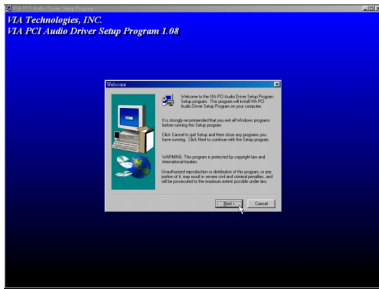 VIA PCI Audio Driver Setup Program
VIA Technologies, INC.
VIA PCI Audio Driver Setup Program 1.08
Welcome
Welcome to the VIA PCI Audio Driver Setup Program
Setup program. This program will install VIA PCI
Audio Driver Setup Program on your computer.
It is strongly recommended that you exit all Windows programs
before running this Setup program.
Click Cancel to quit Setup and then close any programs you
have running. Click Next to continue with the Setup program.
WARNING: This program is protected by copyright law and
international treaties.
Unauthorized reproduction or distribution of this program, or any
portion of it, may result in severe civil and criminal penalties, and
will be prosecuted to the maximum extent possible under law.
Next >
Cancel